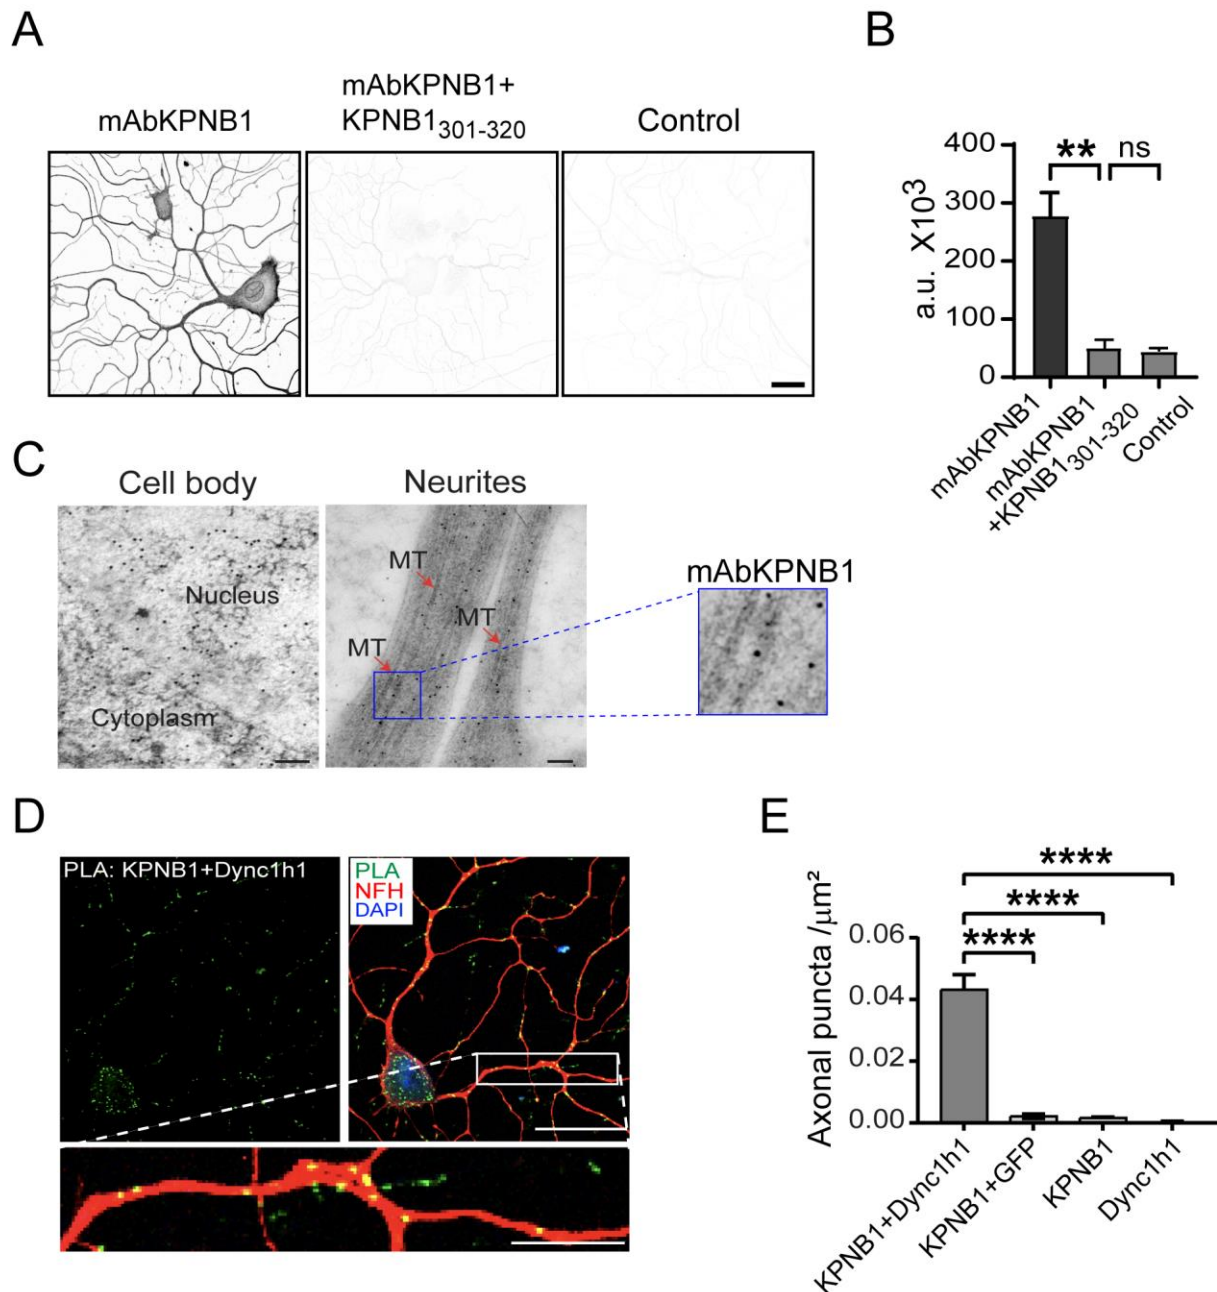 A
mAbKPNB1
mAbKPNB1+
KPNB1301-320
Control
B
a.u. X10³
400
300
200
100
0
**
ns
mAbKPNB1
mAbKPNB1
+KPNB1301-320
Control
C
Cell body
Neurites
Nucleus
Cytoplasm
MT
MT
MT
mAbKPNB1
D
PLA: KPNB1+Dync1h1
PLA
NFH
DAPI
E
Axonal puncta /µm²
0.06
0.04
0.02
0.00
****
****
****
KPNB1+Dync1h1
KPNB1+GFP
KPNB1
Dync1h1